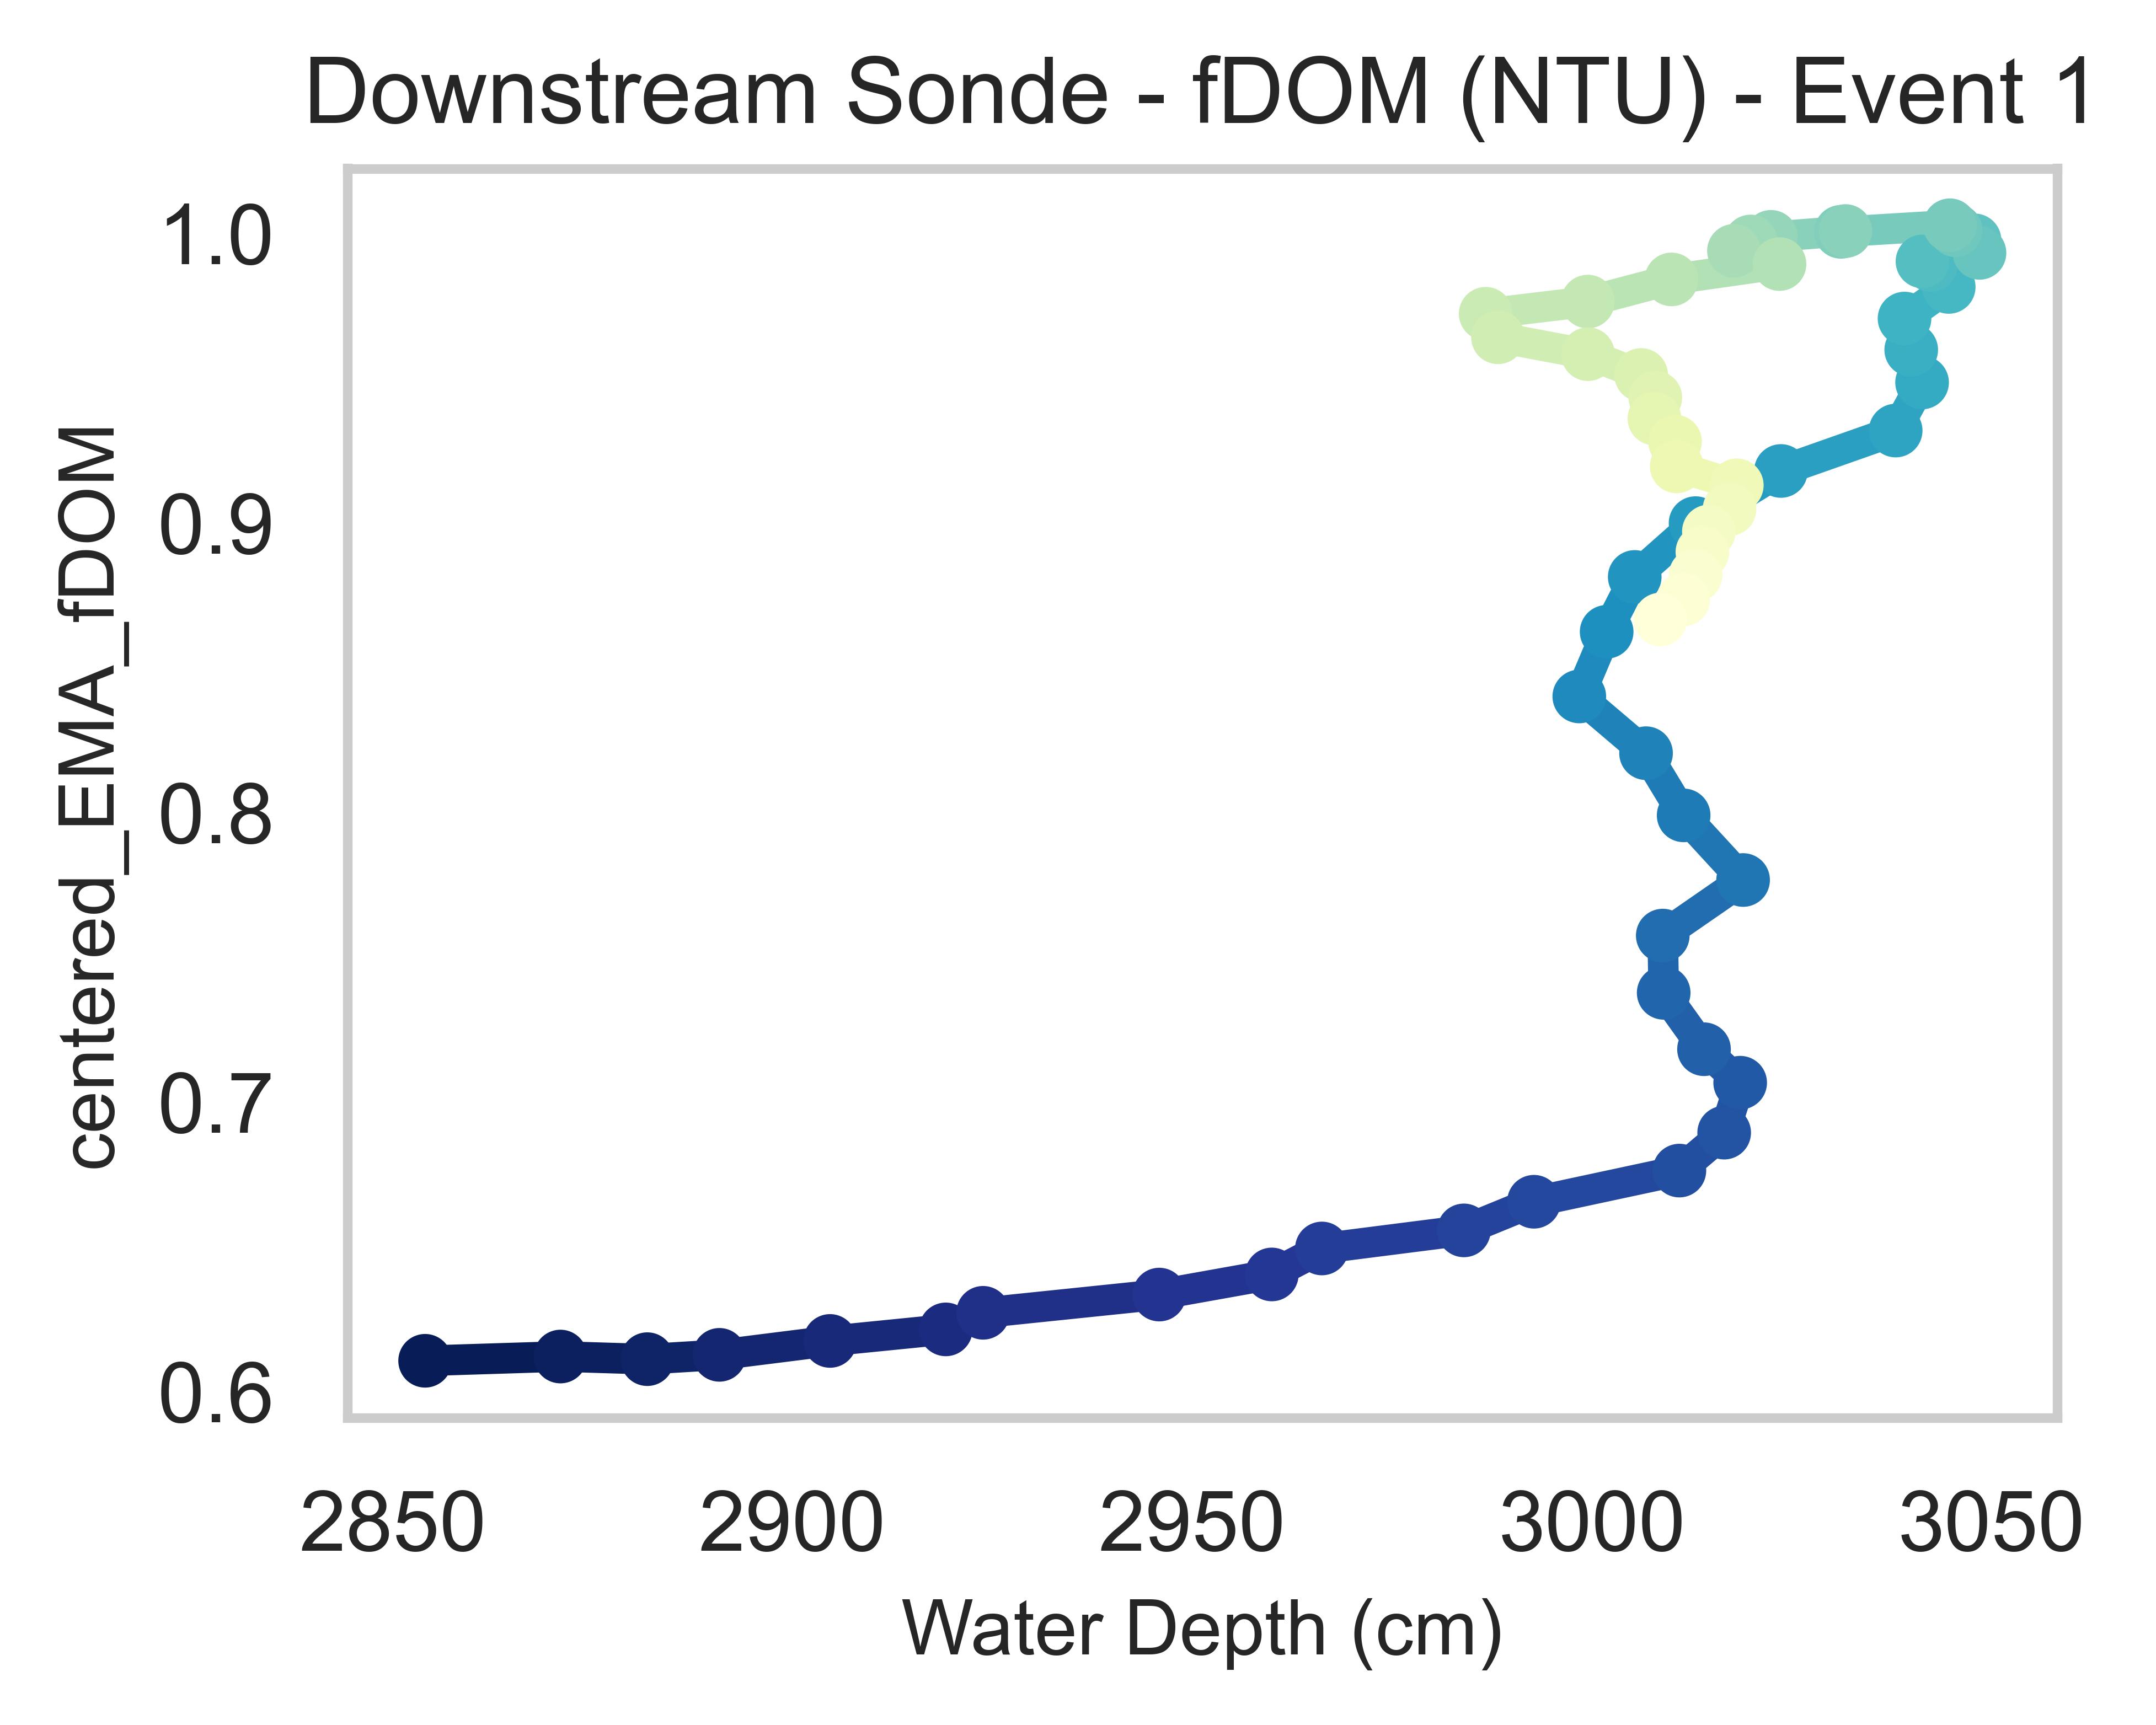 Downstream Sonde - fDOM (NTU) - Event 1
centered_EMA_fDOM
1.0
0.9
0.8
0.7
0.6
2850 2900 2950 3000 3050
Water Depth (cm)